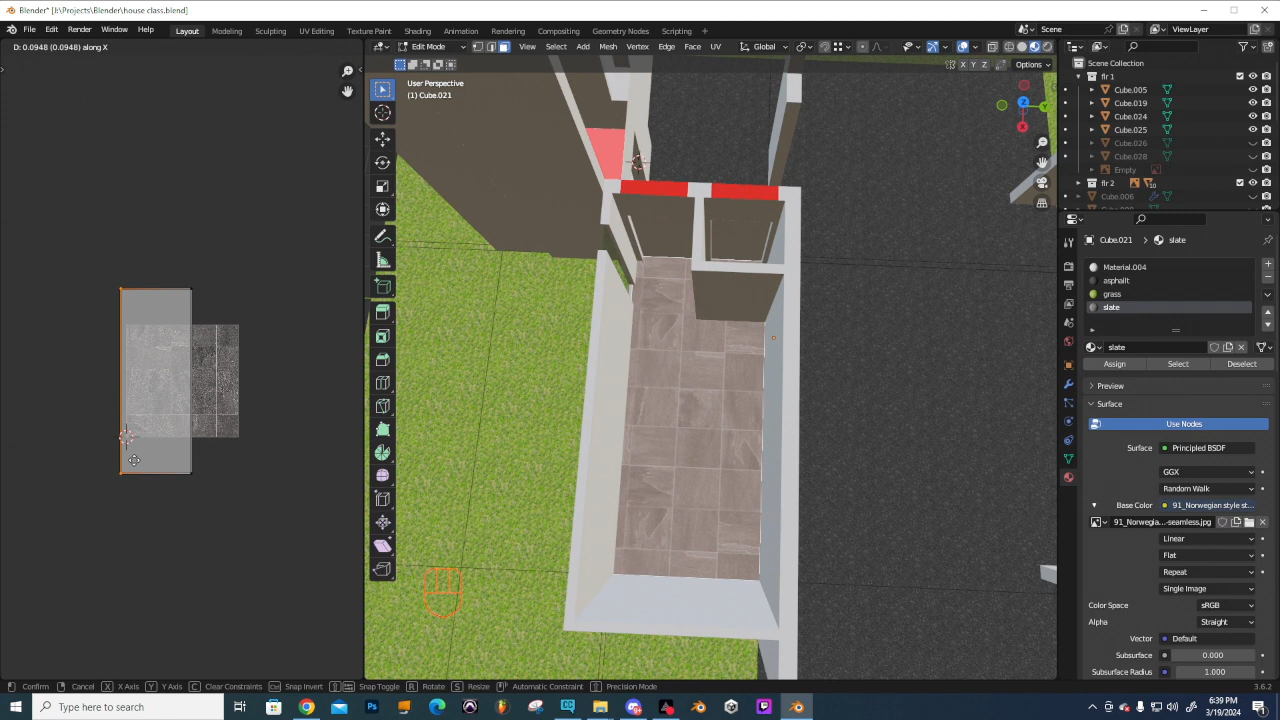 Blender* [J:\Projects\Blender\house class.blend]
File Edit Render Window Help Layout Modeling Sculpting UV Editing Texture Paint Shading Animation Rendering Compositing Geometry Nodes Scripting + Scene ViewLayer
D: 0.0948 (0.0948) along X
Edit Mode View Select Add Mesh Vertex Edge Face UV Global
X Y Z Options
User Perspective
(1) Cube.021
Scene Collection
flr 1
Cube.005
Cube.019
Cube.024
Cube.025
Cube.026
Cube.028
Empty
flr 2
10
Cube.006
Z
Y
X
Cube.021 > slate
Material.004
asphallt
grass
slate
slate
Assign Select Deselect
Preview
Surface
Use Nodes
Surface Principled BSDF
GGX
Random Walk
Base Color 91_Norwegian style st...
91_Norwegia...-seamless.jpg
Linear
Flat
Repeat
Single Image
Color Space sRGB
Alpha Straight
Vector Default
Subsurface 0.000
Subsurface Radius 1.000
Confirm Cancel X X Axis Y Y Axis C Clear Constraints Snap Invert Snap Toggle R Rotate S Resize Automatic Constraint Precision Mode 3.6.2
Type here to search
6:39 PM
3/19/2024